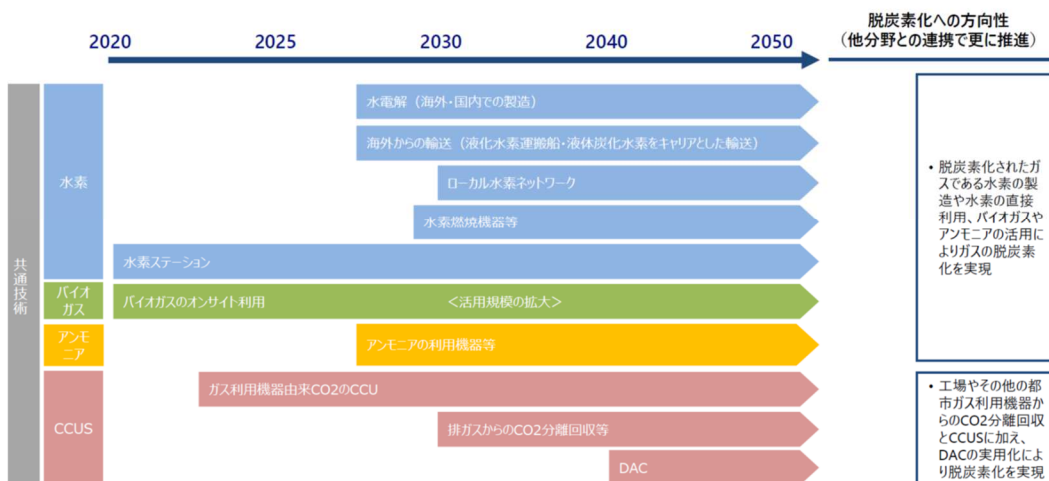 2020 2025 2030 2040 2050
脱炭素化への方向性
(他分野との連携で更に推進)
共通技術
水素
水電解(海外・国内での製造)
海外からの輸送(液化水素運搬船・液体炭化水素をキャリアとした輸送)
ローカル水素ネットワーク
水素燃焼機器等
水素ステーション
バイオ
ガス
バイオガスのオンサイト利用 <活用規模の拡大>
アンモ
ニア
アンモニアの利用機器等
CCUS
ガス利用機器由来CO2のCCU
排ガスからのCO2分離回収等
DAC
• 脱炭素化されたガ
スである水素の製
造や水素の直接
利用、バイオガスや
アンモニアの活用に
よりガスの脱炭素
化を実現
• 工場やその他の都
市ガス利用機器か
らのCO2分離回収
とCCUSに加え、
DACの実用化によ
り脱炭素化を実現